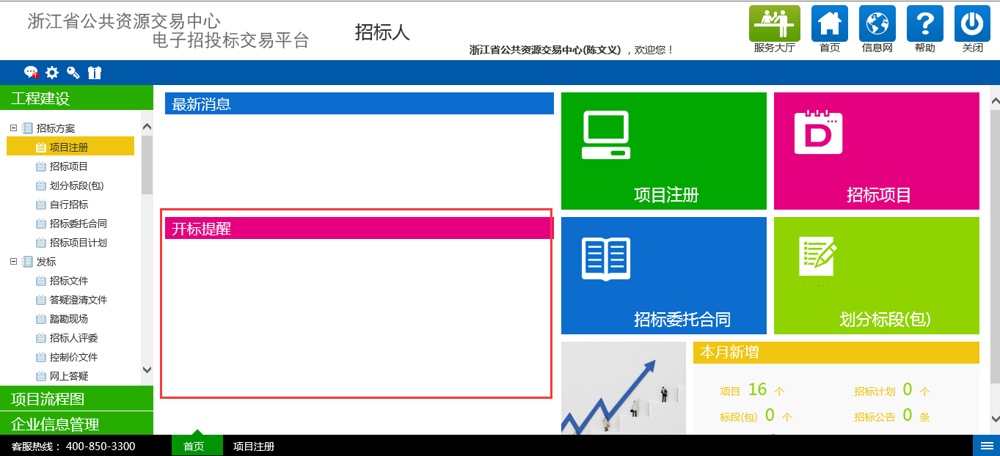 浙江省公共资源交易中心
电子招投标交易平台
招标人
浙江省公共资源交易中心(陈文义) ，欢迎您！
服务大厅
首页
信息网
帮助
关闭
工程建设
招标方案
项目注册
招标项目
划分标段(包)
自行招标
招标委托合同
招标项目计划
发标
招标文件
答疑澄清文件
踏勘现场
招标人评委
控制价文件
网上答疑
项目流程图
企业信息管理
最新消息
开标提醒
项目注册
D
招标项目
招标委托合同
划分标段(包)
本月新增
项目 16 个
招标计划 0 个
标段(包) 0 个
招标公告 0 条
客服热线： 400-850-3300
首页
项目注册